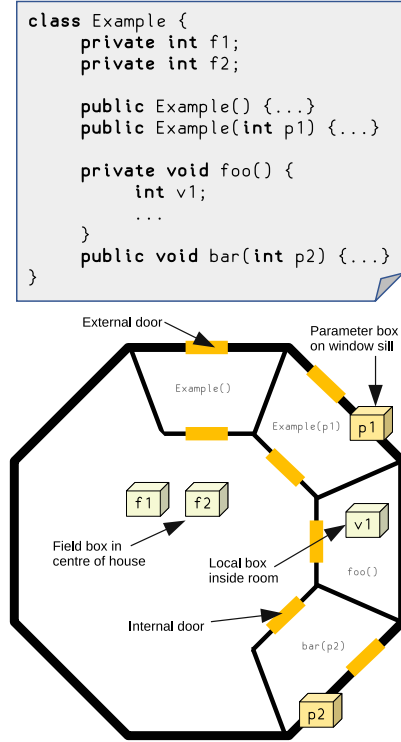 class Example {
private int f1;
private int f2;
public Example() {...}
public Example(int p1) {...}
private void foo() {
int v1;
...
}
public void bar(int p2) {...}
}
External door
Parameter box
on window sill
Example()
Example(p1)
p1
f1
f2
v1
Field box in
centre of house
Local box
inside room
foo()
Internal door
bar(p2)
p2